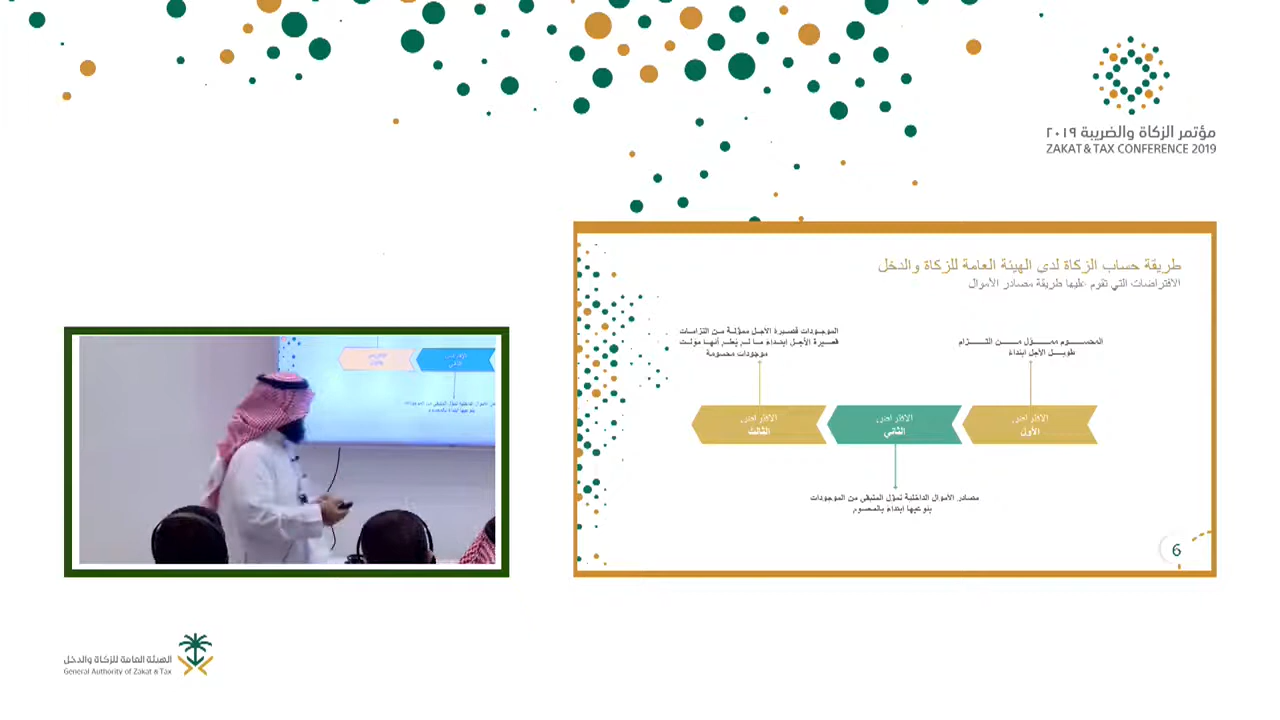 مؤتمر الزكاة والضريبة ٢٠١٩
ZAKAT & TAX CONFERENCE 2019
طريقة حساب الزكاة لدى الهيئة العامة للزكاة والدخل
الافتراضات التي تقوم عليها طريقة مصادر الأموال
المحسوم ممول من التزام
طويل الأجل ابتداءً
الموجودات قصيرة الأجل ممولة من التزامات
قصيرة الأجل ابتداءً ما لم يُعلم أنها مولت
موجودات محسومة
الافتراض
الأول
الافتراض
الثاني
الافتراض
الثالث
مصادر الأموال الداخلية تمول المتبقي من الموجودات
بنوعيها ابتداءً بالمحسوم
6
الهيئة العامة للزكاة والدخل
General Authority of Zakat & Tax